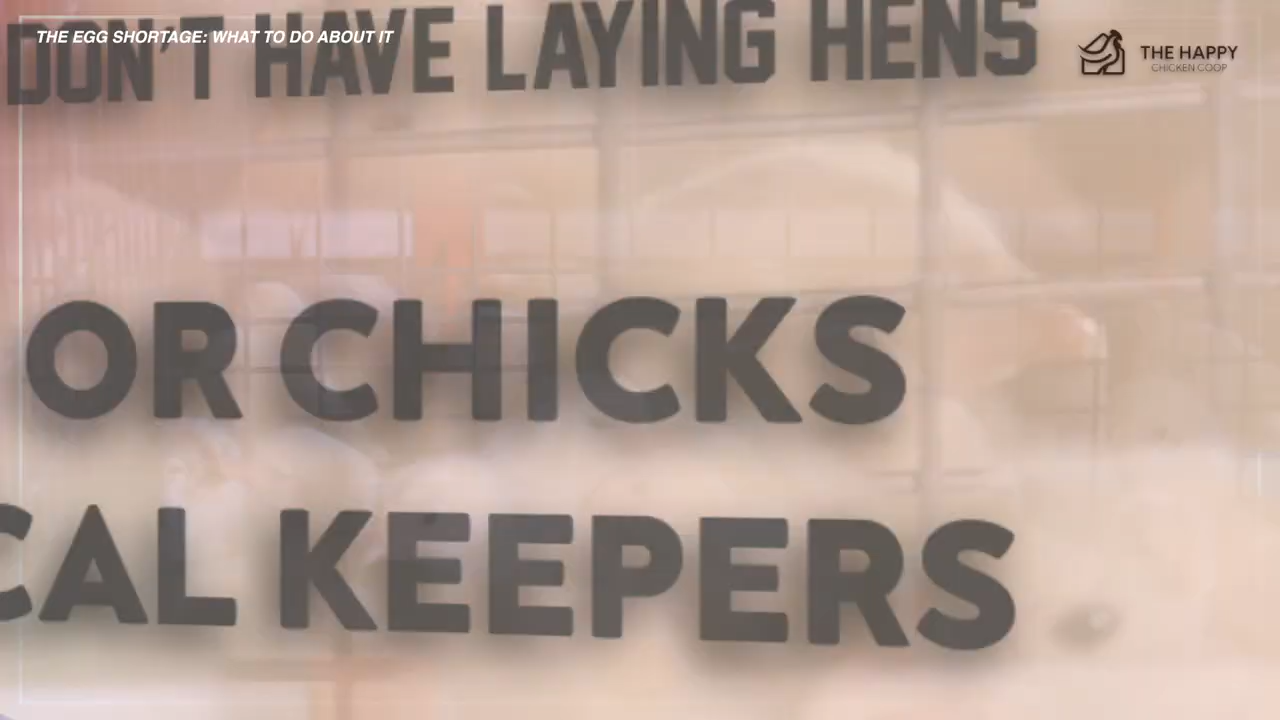 THE EGG SHORTAGE: WHAT TO DO ABOUT IT
DON'T HAVE LAYING HENS
THE HAPPY
CHICKEN COOP
OR CHICKS
KEEPERS